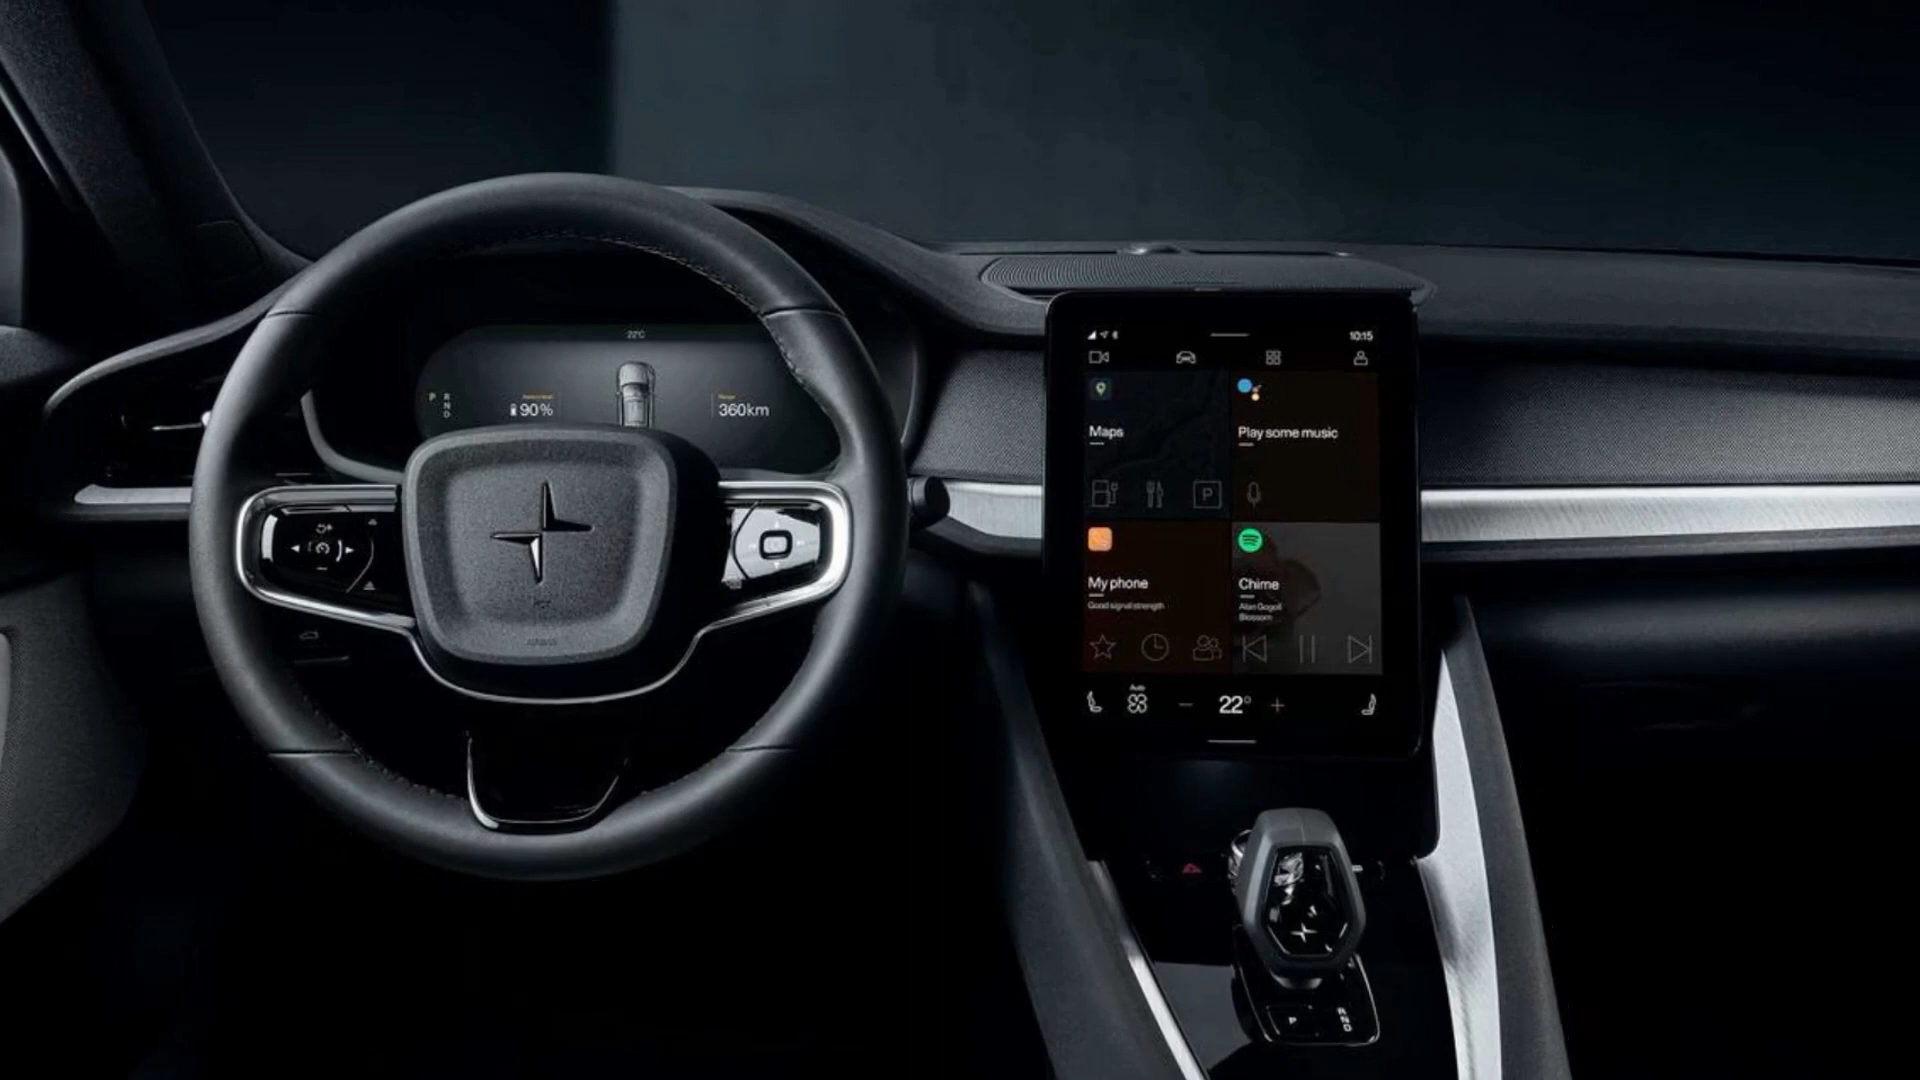 22°C
P
R
N
D
90%
360km
10:15
Maps
Play some music
P
My phone
Good signal strength
Chime
Alan Gogoll
Blossom
Auto
22°
P
R
N
D